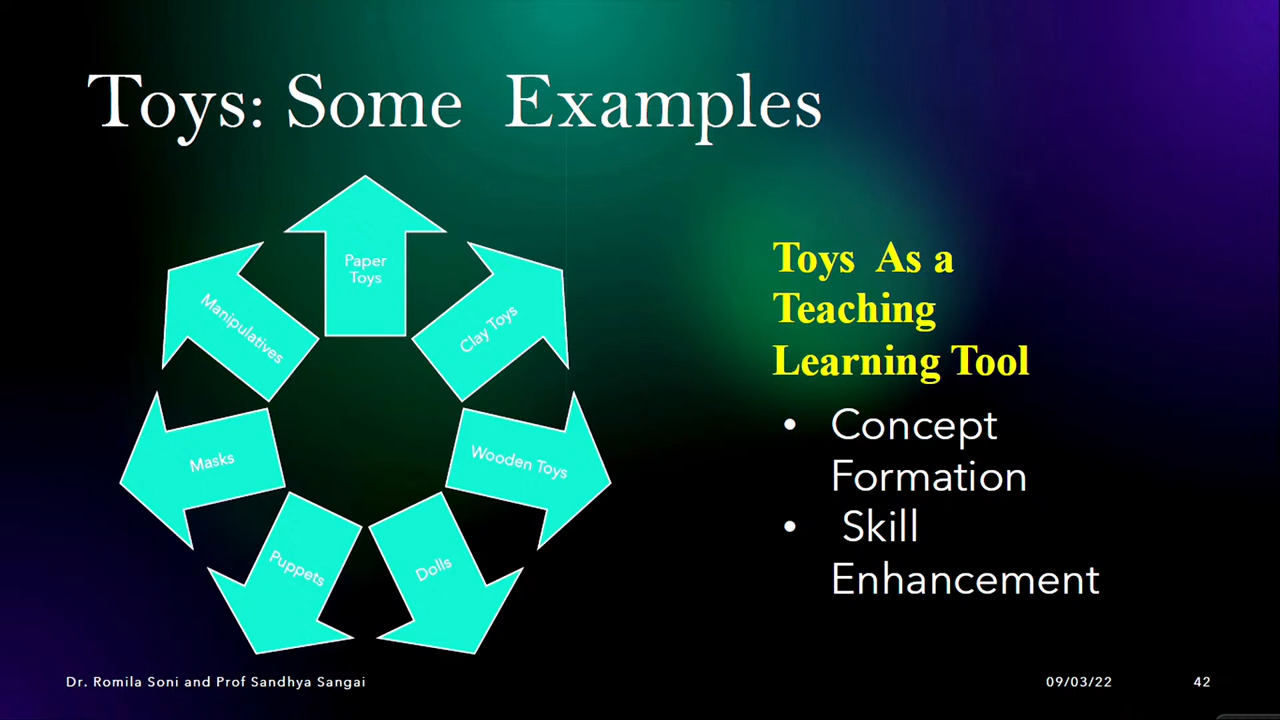 Toys: Some Examples
Paper
Toys
Clay Toys
Wooden Toys
Dolls
Puppets
Masks
Manipulatives
Toys As a
Teaching
Learning Tool
• Concept
Formation
• Skill
Enhancement
Dr. Romila Soni and Prof Sandhya Sangai
09/03/22
42